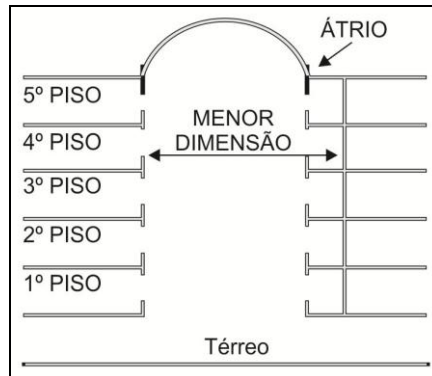 ÁTRIO
5º PISO
4º PISO
MENOR
DIMENSÃO
3º PISO
2º PISO
1º PISO
Térreo